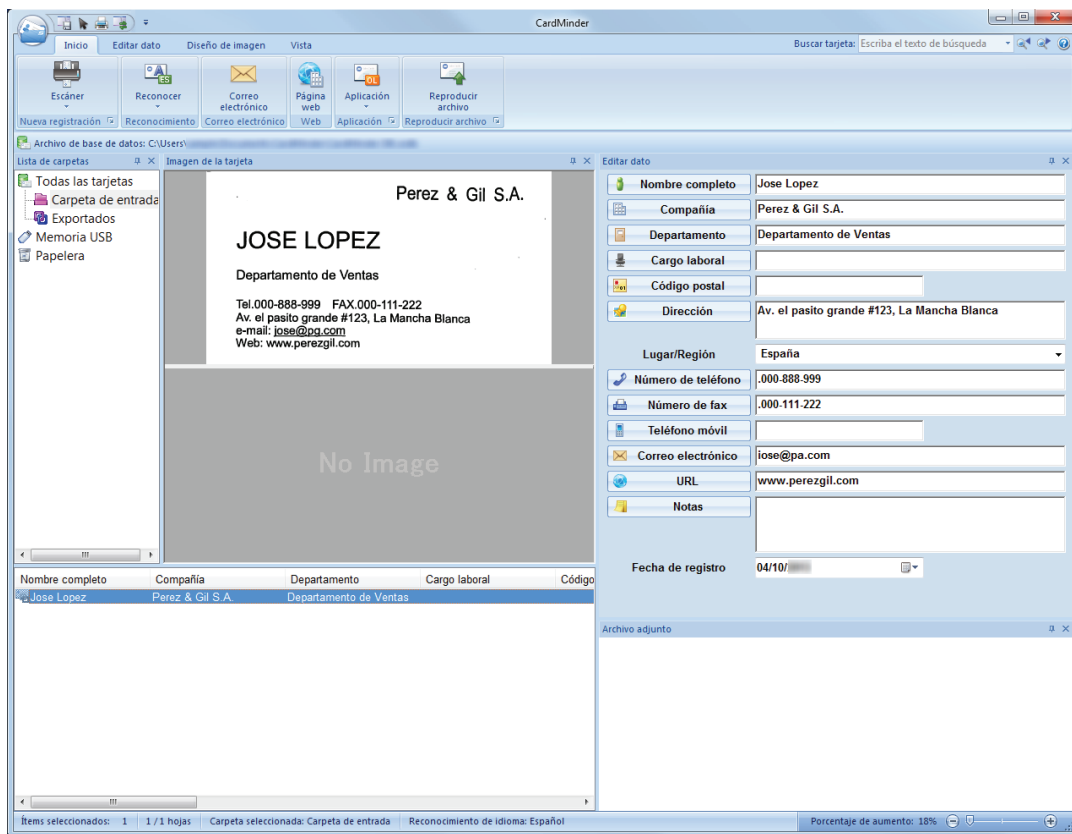 CardMinder
Inicio Editar dato Diseño de imagen Vista
Buscar tarjeta: Escriba el texto de búsqueda
Escáner
Reconocer
Correo electrónico
Página web
Aplicación
Reproducir archivo
Nueva registración Reconocimiento Correo electrónico Web Aplicación Reproducir archivo
Archivo de base de datos: C:\Users\
Lista de carpetas
Todas las tarjetas
Carpeta de entrada
Exportados
Memoria USB
Papelera
Imagen de la tarjeta
Perez & Gil S.A.
JOSE LOPEZ
Departamento de Ventas
Tel.000-888-999 FAX.000-111-222
Av. el pasito grande #123, La Mancha Blanca
e-mail: jose@pg.com
Web: www.perezgil.com
No Image
Editar dato
Nombre completo Jose Lopez
Compañía Perez & Gil S.A.
Departamento Departamento de Ventas
Cargo laboral
Código postal
Dirección Av. el pasito grande #123, La Mancha Blanca
Lugar/Región España
Número de teléfono .000-888-999
Número de fax .000-111-222
Teléfono móvil
Correo electrónico iose@pa.com
URL www.perezgil.com
Notas
Fecha de registro 04/10/
Nombre completo Compañía Departamento Cargo laboral Código
Jose Lopez Perez & Gil S.A. Departamento de Ventas
Archivo adjunto
Ítems seleccionados: 1 1 / 1 hojas Carpeta seleccionada: Carpeta de entrada Reconocimiento de idioma: Español
Porcentaje de aumento: 18%